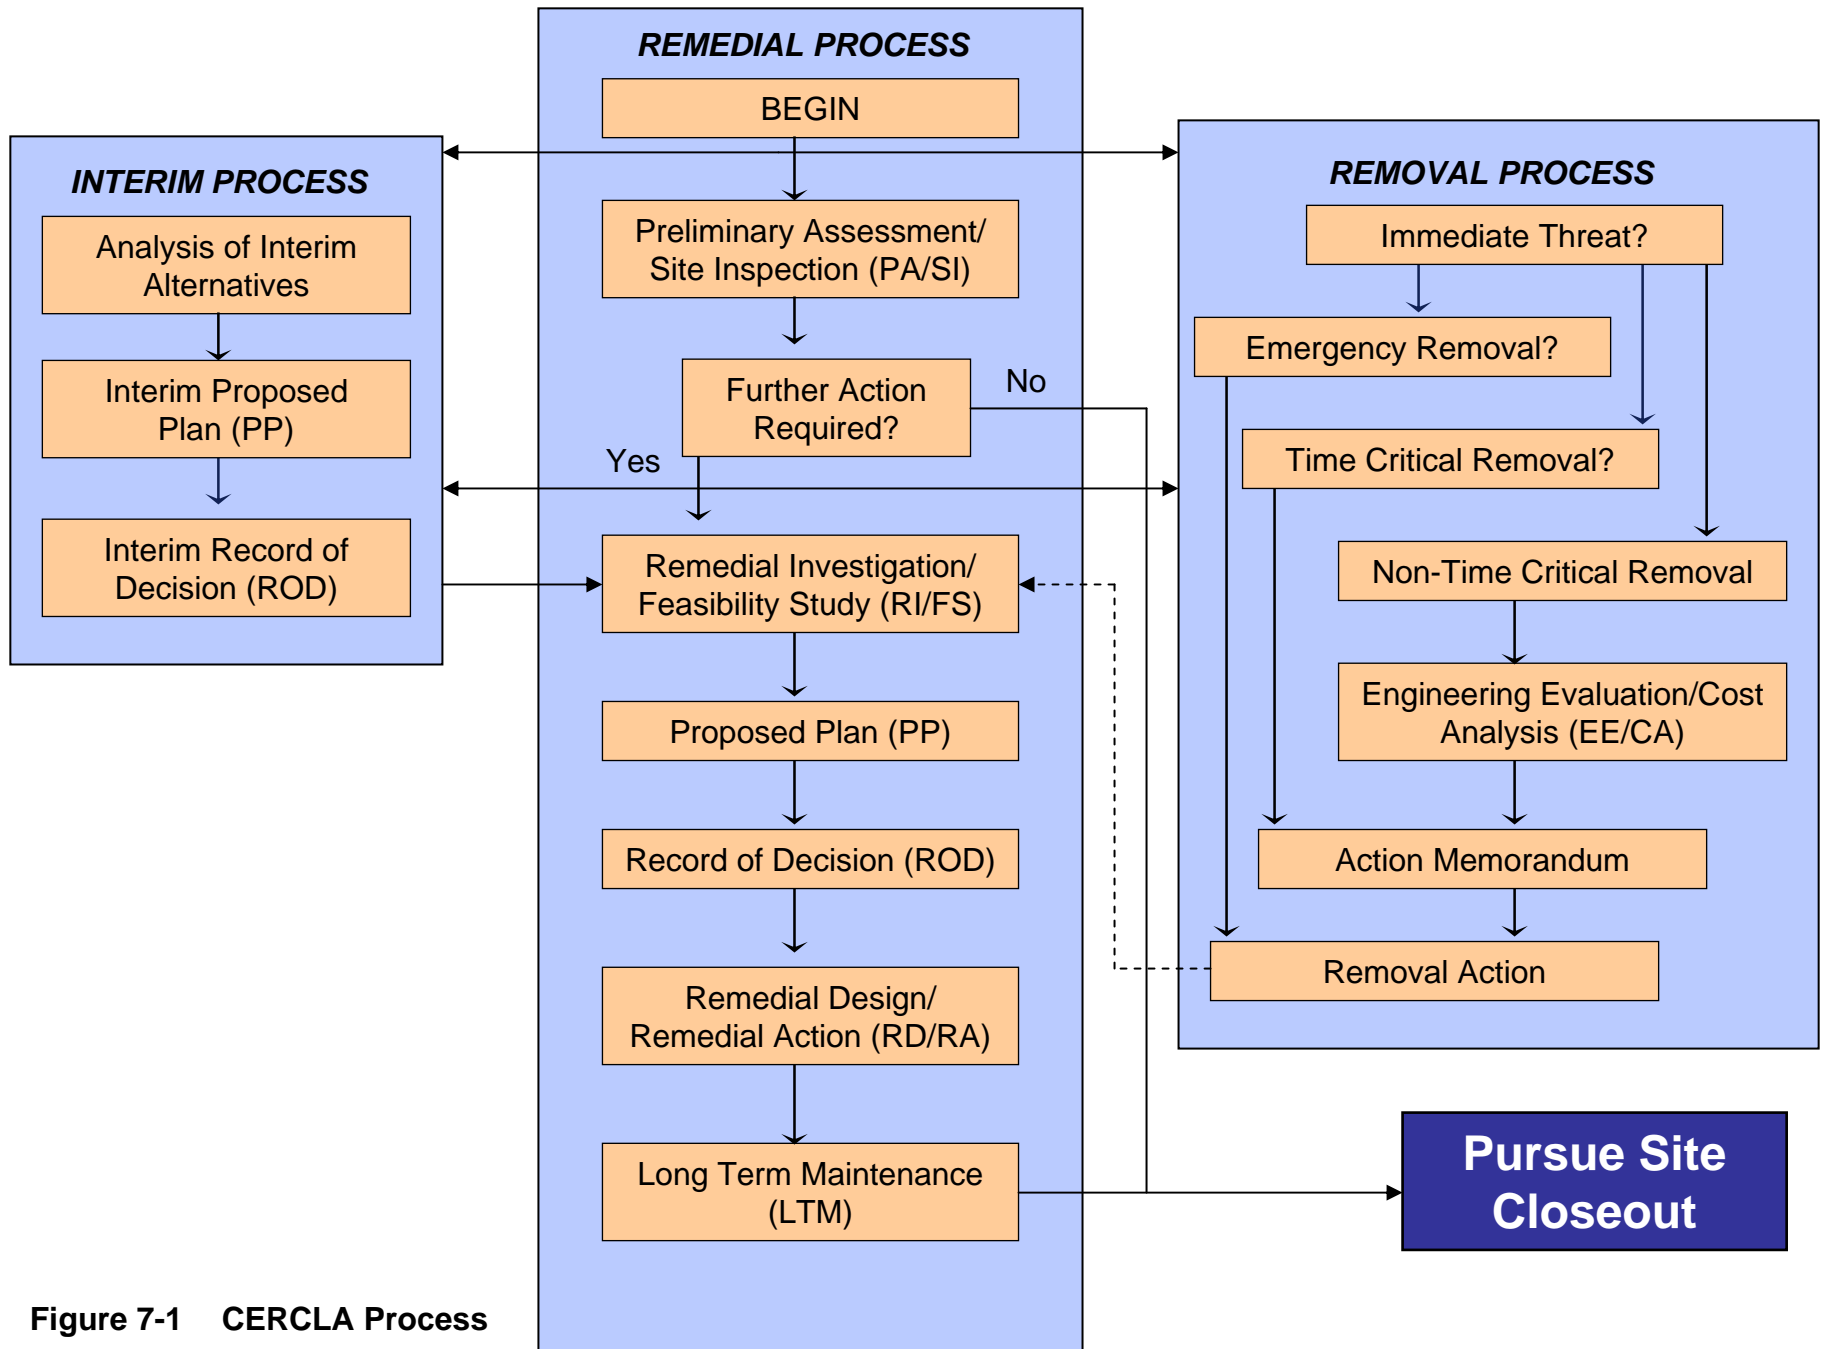 REMEDIAL PROCESS
BEGIN
Preliminary Assessment/
Site Inspection (PA/SI)
Further Action
Required?
No
Yes
Remedial Investigation/
Feasibility Study (RI/FS)
Proposed Plan (PP)
Record of Decision (ROD)
Remedial Design/
Remedial Action (RD/RA)
Long Term Maintenance
(LTM)
INTERIM PROCESS
Analysis of Interim
Alternatives
Interim Proposed
Plan (PP)
Interim Record of
Decision (ROD)
REMOVAL PROCESS
Immediate Threat?
Emergency Removal?
Time Critical Removal?
Non-Time Critical Removal
Engineering Evaluation/Cost
Analysis (EE/CA)
Action Memorandum
Removal Action
Pursue Site
Closeout
Figure 7-1 CERCLA Process